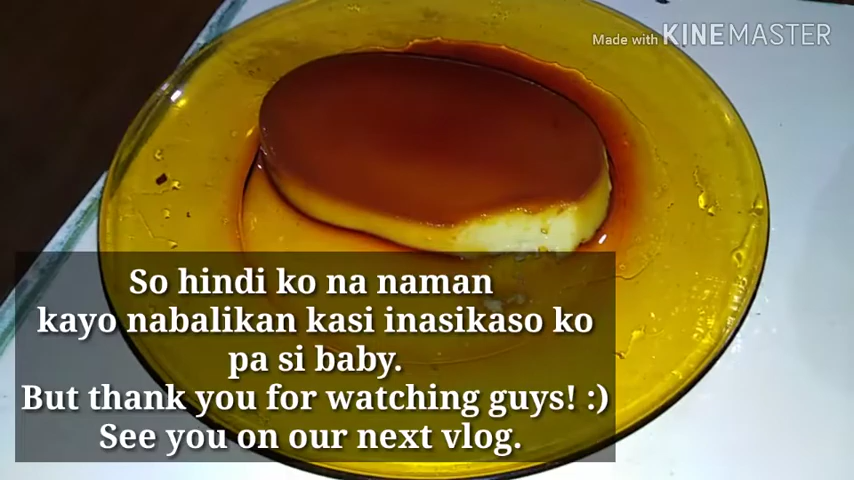 Made with KINEMASTER
So hindi ko na naman
kayo nabalikan kasi inasikaso ko
pa si baby.
But thank you for watching guys! :)
See you on our next vlog.